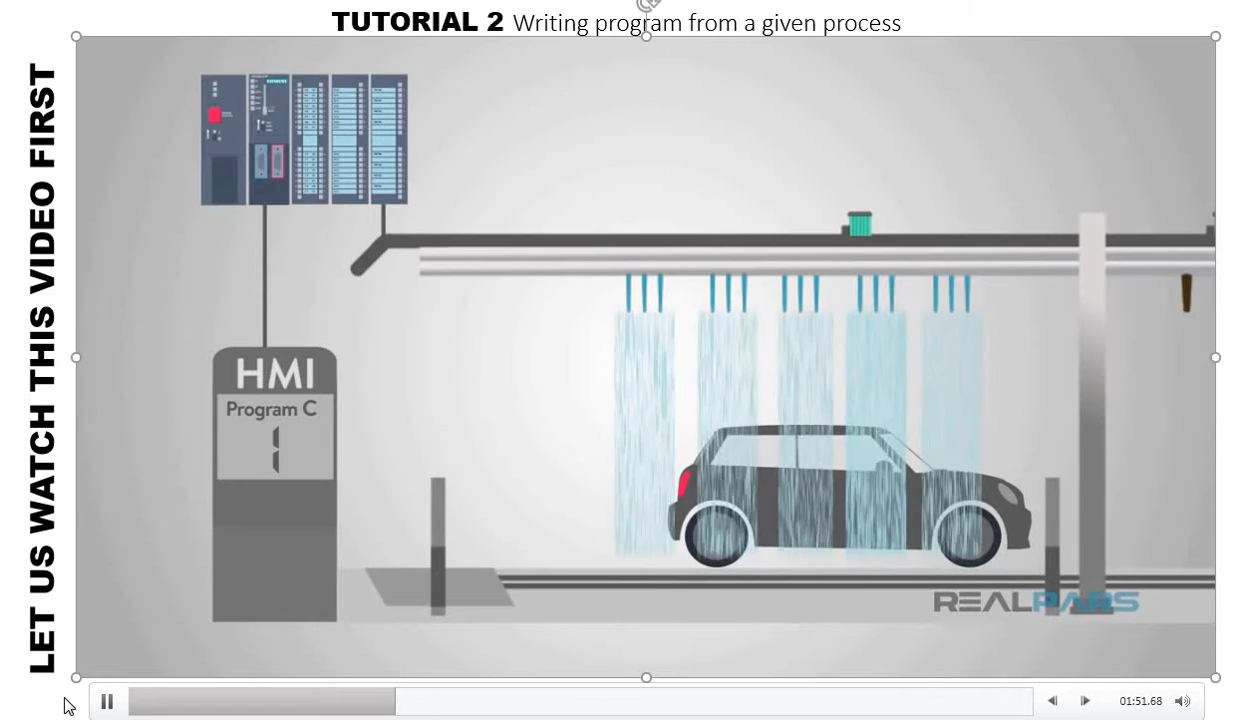 TUTORIAL 2 Writing program from a given process
LET US WATCH THIS VIDEO FIRST
SIEMENS
HMI
Program C
1
REALPARS
01:51.68